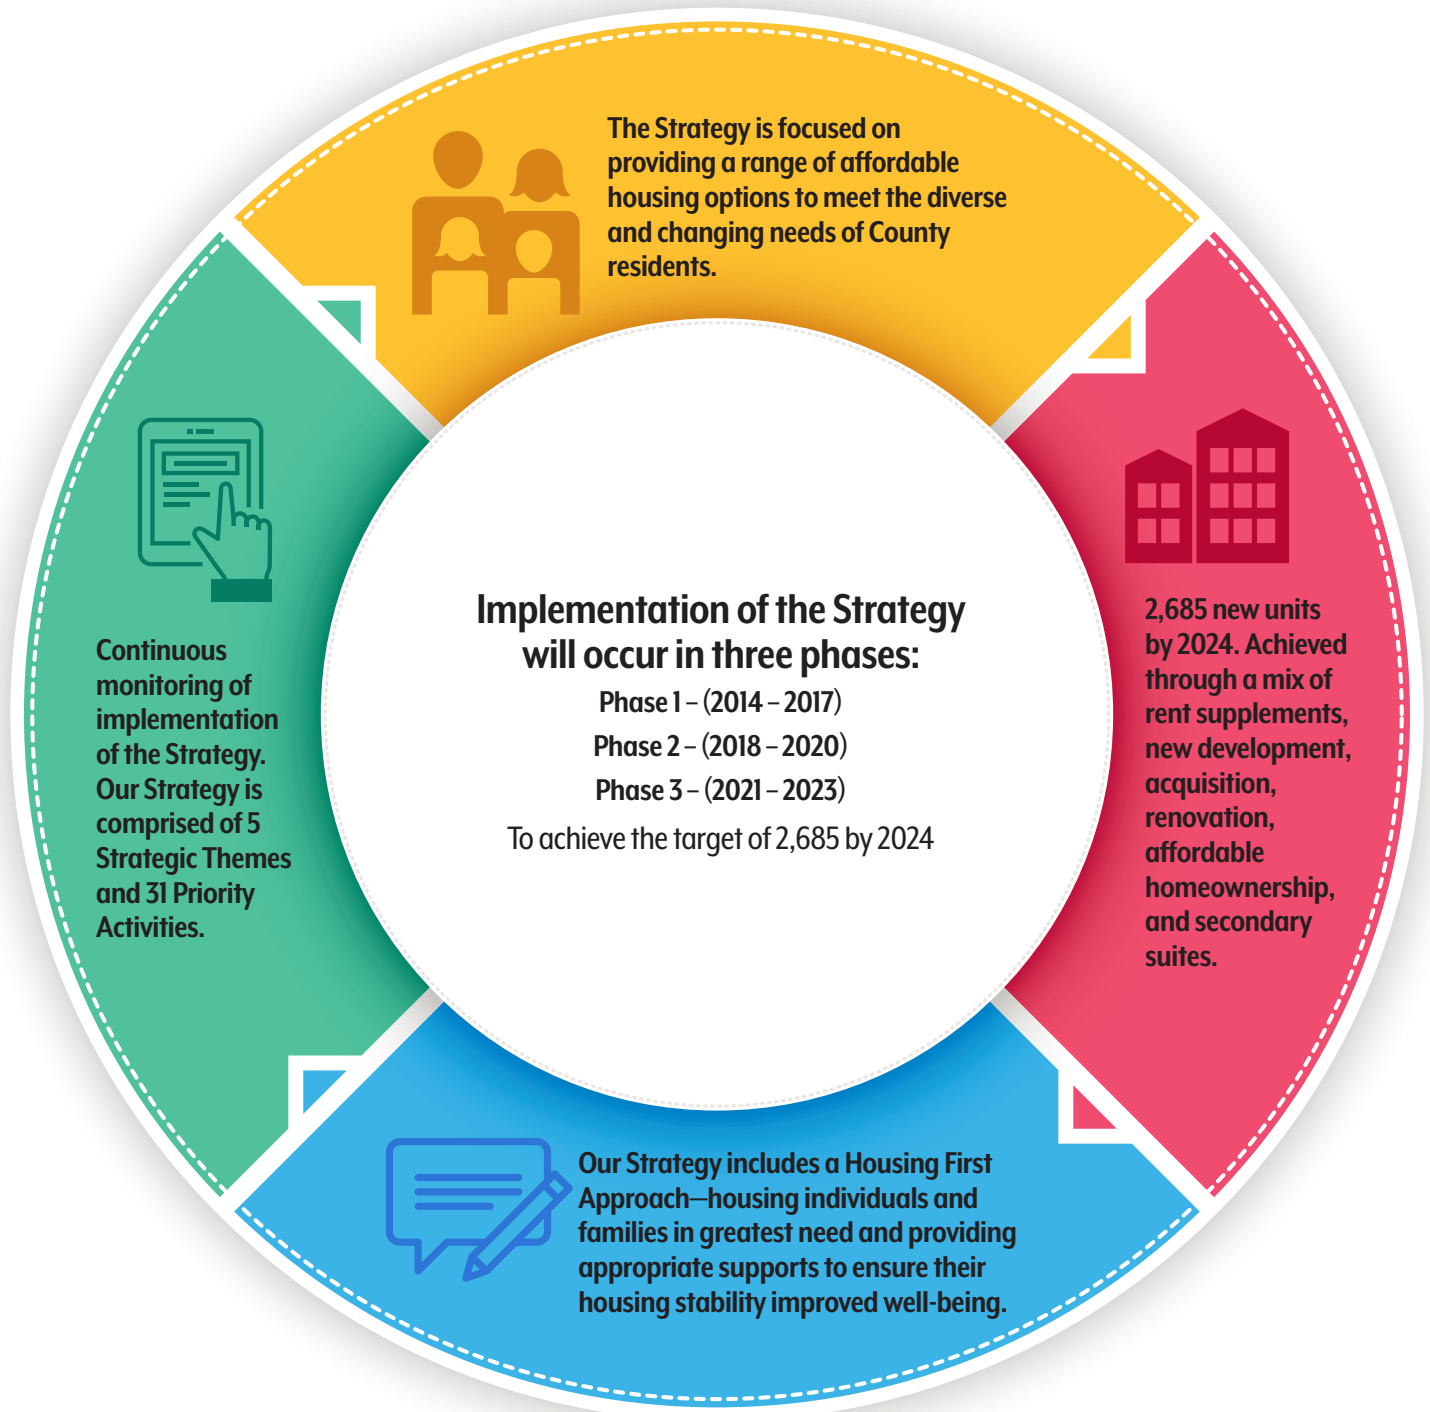 The Strategy is focused on
providing a range of affordable
housing options to meet the diverse
and changing needs of County
residents.
2,685 new units
by 2024. Achieved
through a mix of
rent supplements,
new development,
acquisition,
renovation,
affordable
homeownership,
and secondary
suites.
Our Strategy includes a Housing First
Approach—housing individuals and
families in greatest need and providing
appropriate supports to ensure their
housing stability improved well-being.
Continuous
monitoring of
implementation
of the Strategy.
Our Strategy is
comprised of 5
Strategic Themes
and 31 Priority
Activities.
Implementation of the Strategy
will occur in three phases:
Phase 1 – (2014 – 2017)
Phase 2 – (2018 – 2020)
Phase 3 – (2021 – 2023)
To achieve the target of 2,685 by 2024